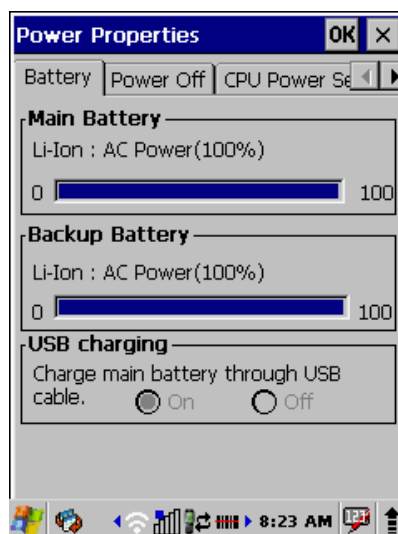 Power Properties OK ×
Battery Power Off CPU Power Se
Main Battery
Li-Ion : AC Power(100%)
0 100
Backup Battery
Li-Ion : AC Power(100%)
0 100
USB charging
Charge main battery through USB
cable. On Off
8:23 AM 123